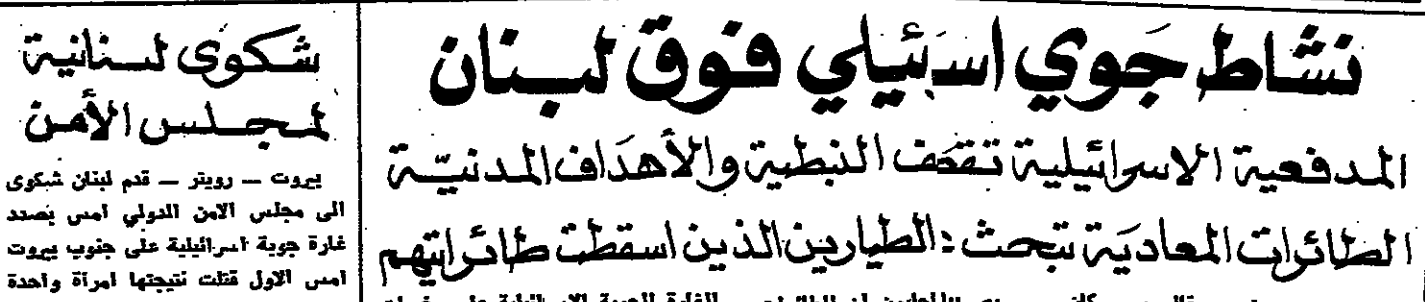 نشاط جوي اسرئيلي فوق لبنان
المدفعية الاسرائيلية تقصف النبطية والأهداف المدنية
الطائرات المعادية تبحث : الطيارين الذين اسقطت طائراتهم
شكوى لبنانية
لمجلس الأمن
بيروت — رويتر — قدم لبنان شكوى
الى مجلس الامن الدولي امس بصدد
غارة جوية اسرائيلية على جنوب بيروت
امس الاول قتلت نتيجتها امرأة واحدة